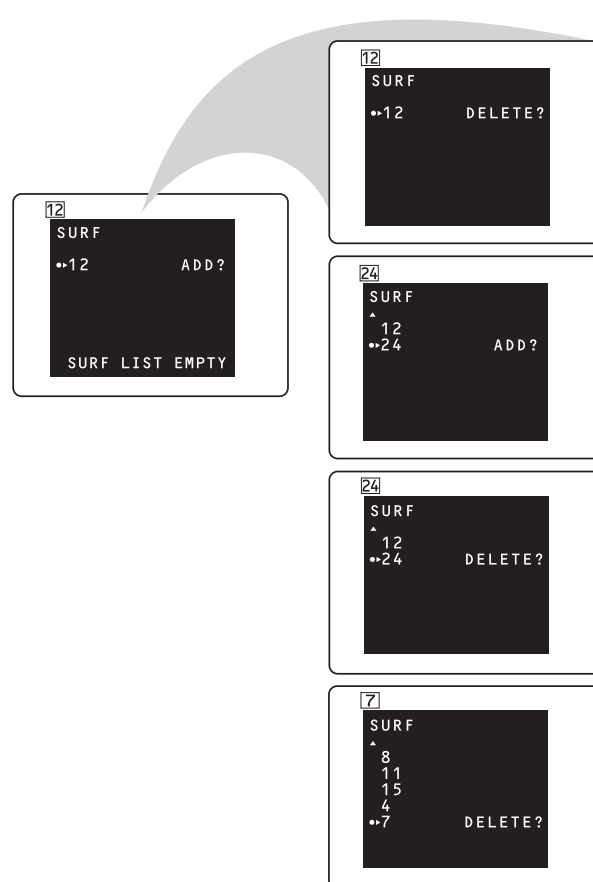 12
SURF
12 ADD?
SURF LIST EMPTY
12
SURF
12 DELETE?
24
SURF
12
24 ADD?
24
SURF
12
24 DELETE?
7
SURF
8
11
15
4
7 DELETE?